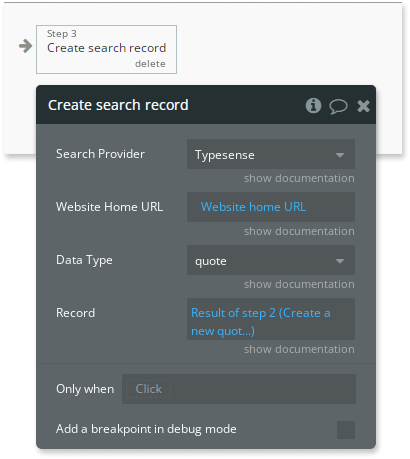 Step 3
Create search record
delete
Create search record
Search Provider
Typesense
show documentation
Website Home URL
Website home URL
show documentation
Data Type
quote
show documentation
Record
Result of step 2 (Create a
new quot...)
show documentation
Only when
Click
Add a breakpoint in debug mode